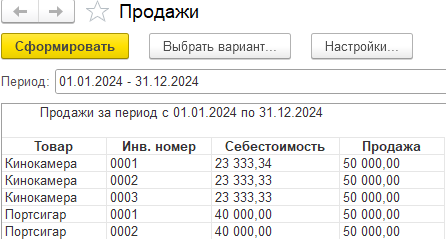 Продажи
Сформировать Выбрать вариант... Настройки...
Период: 01.01.2024 - 31.12.2024
Продажи за период с 01.01.2024 по 31.12.2024
Товар Инв. номер Себестоимость Продажа
Кинокамера 0001 23 333,34 50 000,00
Кинокамера 0002 23 333,33 50 000,00
Кинокамера 0003 23 333,33 50 000,00
Портсигар 0001 40 000,00 50 000,00
Портсигар 0002 40 000,00 50 000,00